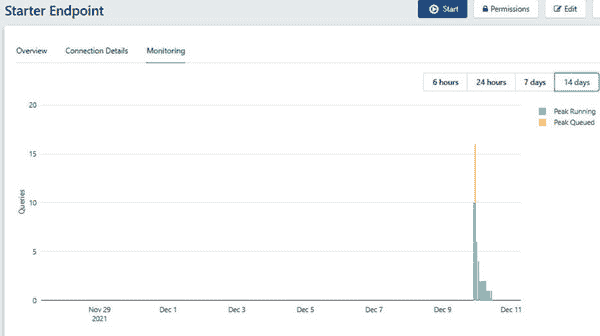 Starter Endpoint
Start
Permissions
Edit
Overview
Connection Details
Monitoring
6 hours
24 hours
7 days
14 days
Peak Running
Peak Queued
Queries
20
15
10
5
0
Nov 29
2021
Dec 1
Dec 3
Dec 5
Dec 7
Dec 9
Dec 11